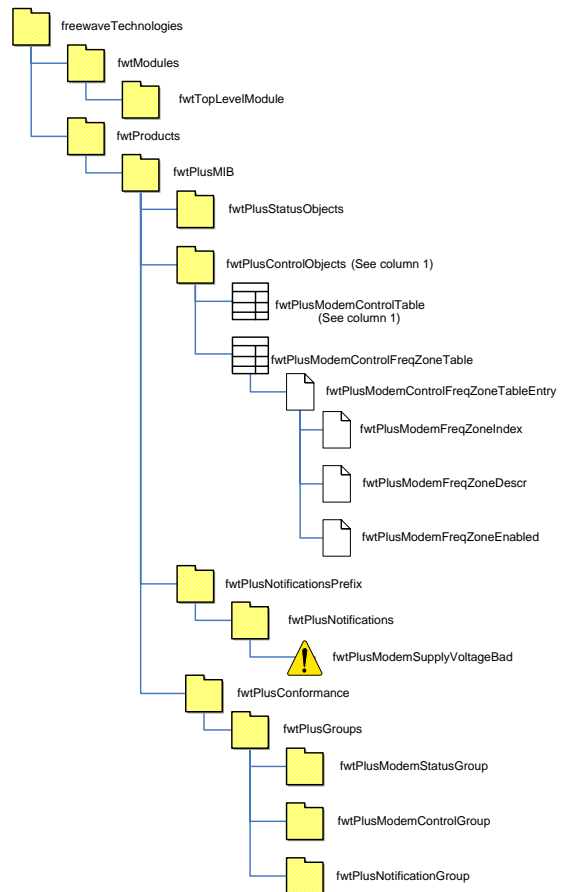 freewaveTechnologies
fwtModules
fwtTopLevelModule
fwtProducts
fwtPlusMIB
fwtPlusStatusObjects
fwtPlusControlObjects (See column 1)
fwtPlusModemControlTable
(See column 1)
fwtPlusModemControlFreqZoneTable
fwtPlusModemControlFreqZoneTableEntry
fwtPlusModemFreqZoneIndex
fwtPlusModemFreqZoneDescr
fwtPlusModemFreqZoneEnabled
fwtPlusNotificationsPrefix
fwtPlusNotifications
fwtPlusModemSupplyVoltageBad
fwtPlusConformance
fwtPlusGroups
fwtPlusModemStatusGroup
fwtPlusModemControlGroup
fwtPlusNotificationGroup